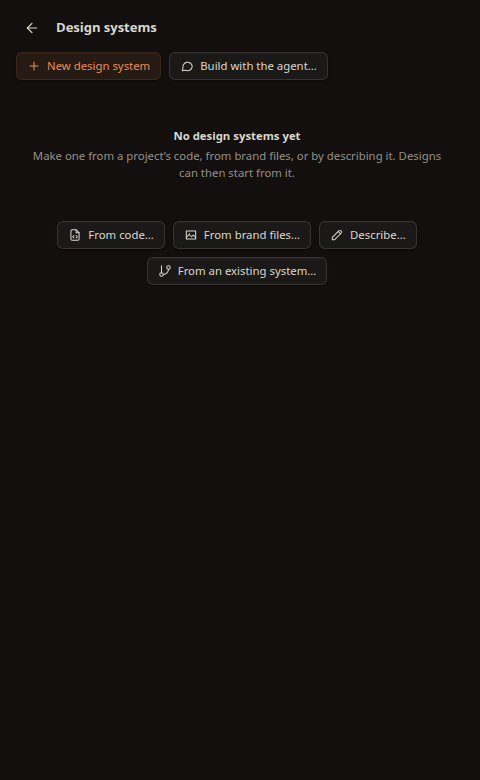 Design systems
New design system
Build with the agent...
No design systems yet
Make one from a project's code, from brand files, or by describing it. Designs
can then start from it.
From code...
From brand files...
Describe...
From an existing system...